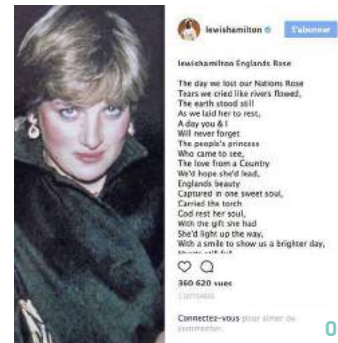 lewishamilton
S'abonner
lewishamilton Englands Rose
The day we lost our Nations Rose
Tears we cried like rivers flowed,
The earth stood still
As we laid her to rest,
A day you & I
Will never forget
The people's princess
Who came to see,
The love from a Country
We'd hope she'd lead,
Englands beauty
Captured in one sweet soul,
Carried the torch
God rest her soul,
With the gift she had
She'd light up the way,
With a smile to show us a brighter day,
360 620 vues
Connectez-vous pour aimer ou
commenter.
0